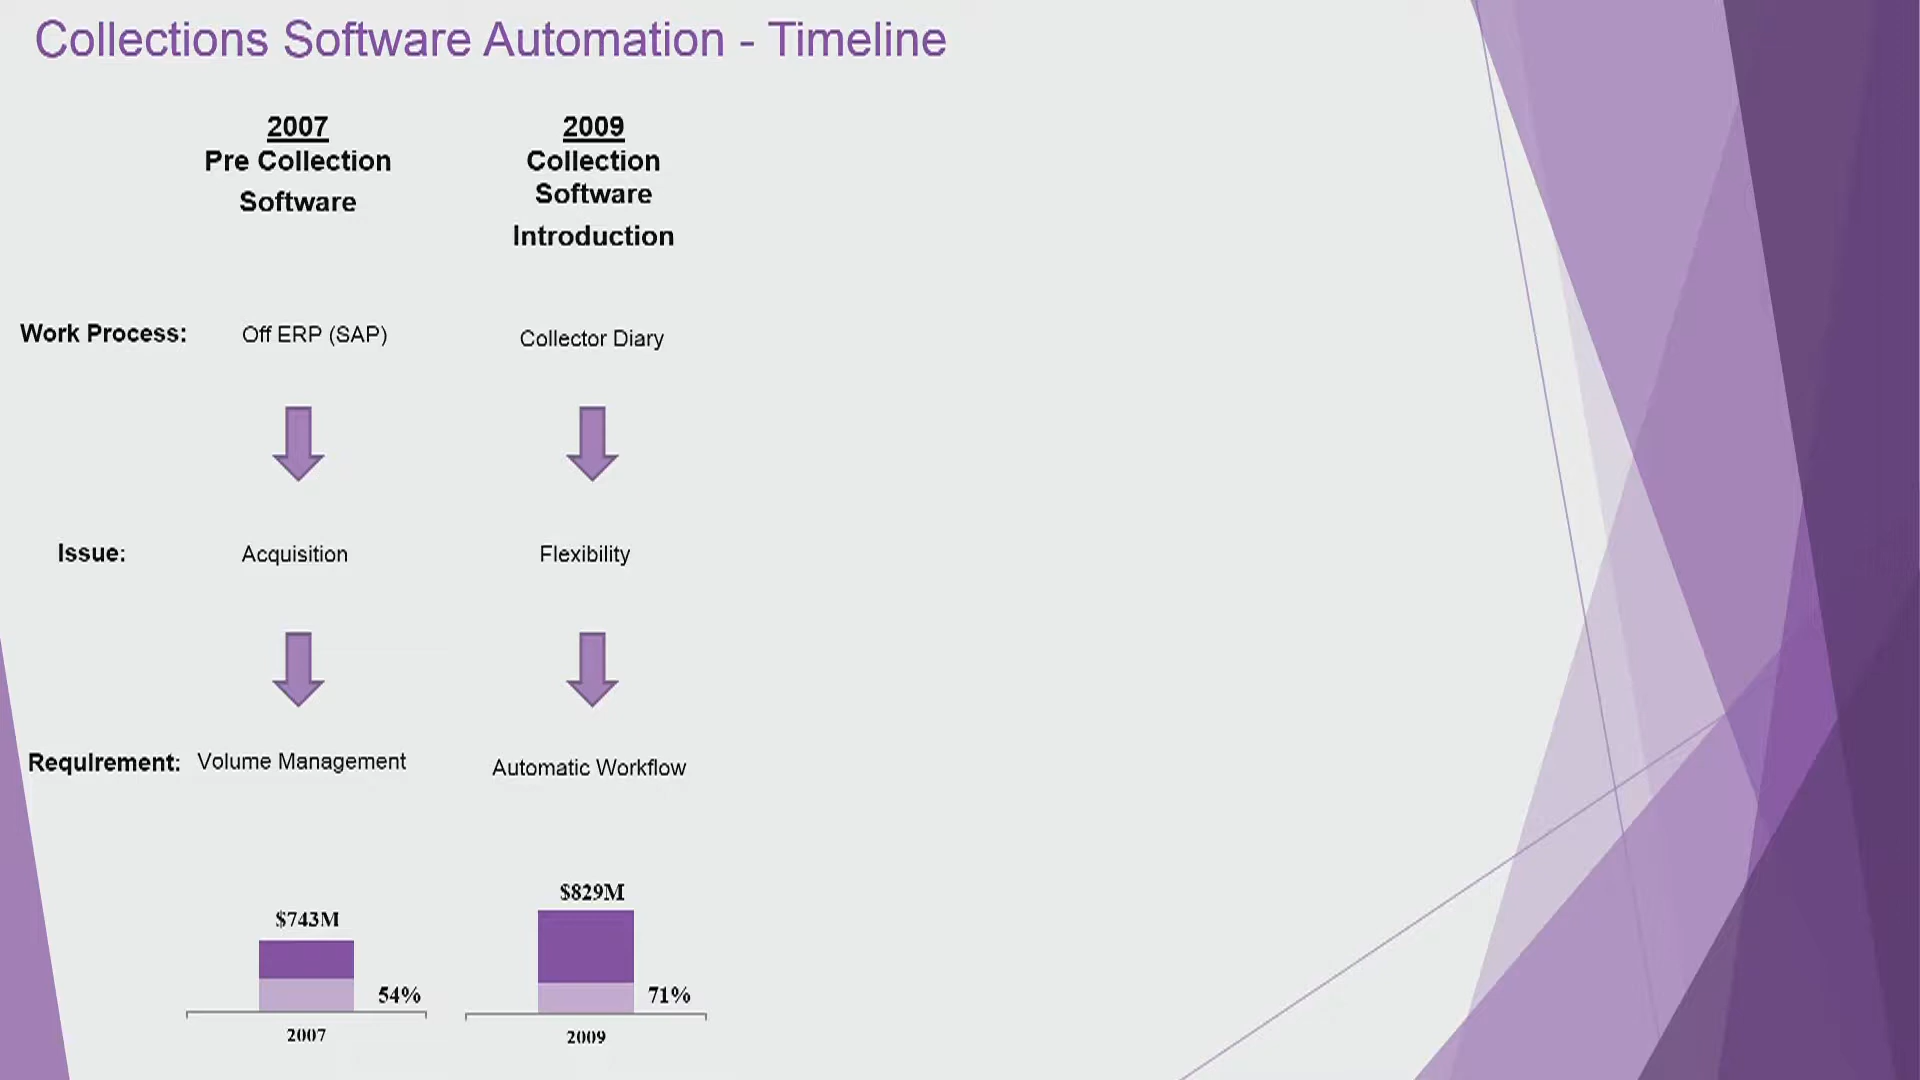 Collections Software Automation - Timeline
2007
Pre Collection
Software
2009
Collection
Software
Introduction
Work Process:
Off ERP (SAP)
Collector Diary
Issue:
Acquisition
Flexibility
Requirement:
Volume Management
Automatic Workflow
$743M
54%
2007
$829M
71%
2009